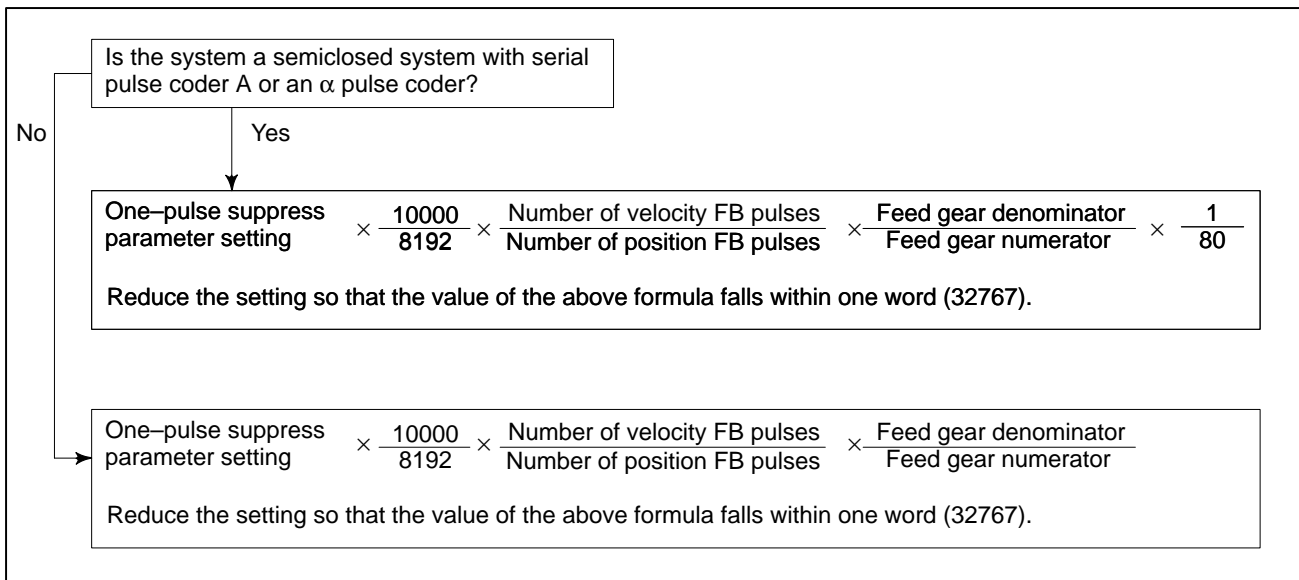 Is the system a semiclosed system with serial
pulse coder A or an α pulse coder?
No
Yes
One–pulse suppress
parameter setting
× 10000/8192 × Number of velocity FB pulses/Number of position FB pulses × Feed gear denominator/Feed gear numerator × 1/80
Reduce the setting so that the value of the above formula falls within one word (32767).
One–pulse suppress
parameter setting
× 10000/8192 × Number of velocity FB pulses/Number of position FB pulses × Feed gear denominator/Feed gear numerator
Reduce the setting so that the value of the above formula falls within one word (32767).